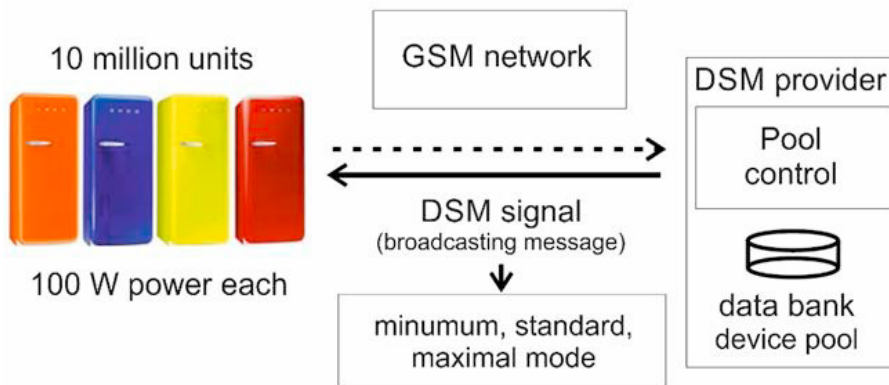 10 million units
100 W power each
GSM network
DSM signal
(broadcasting message)
minumum, standard,
maximal mode
DSM provider
Pool
control
data bank
device pool